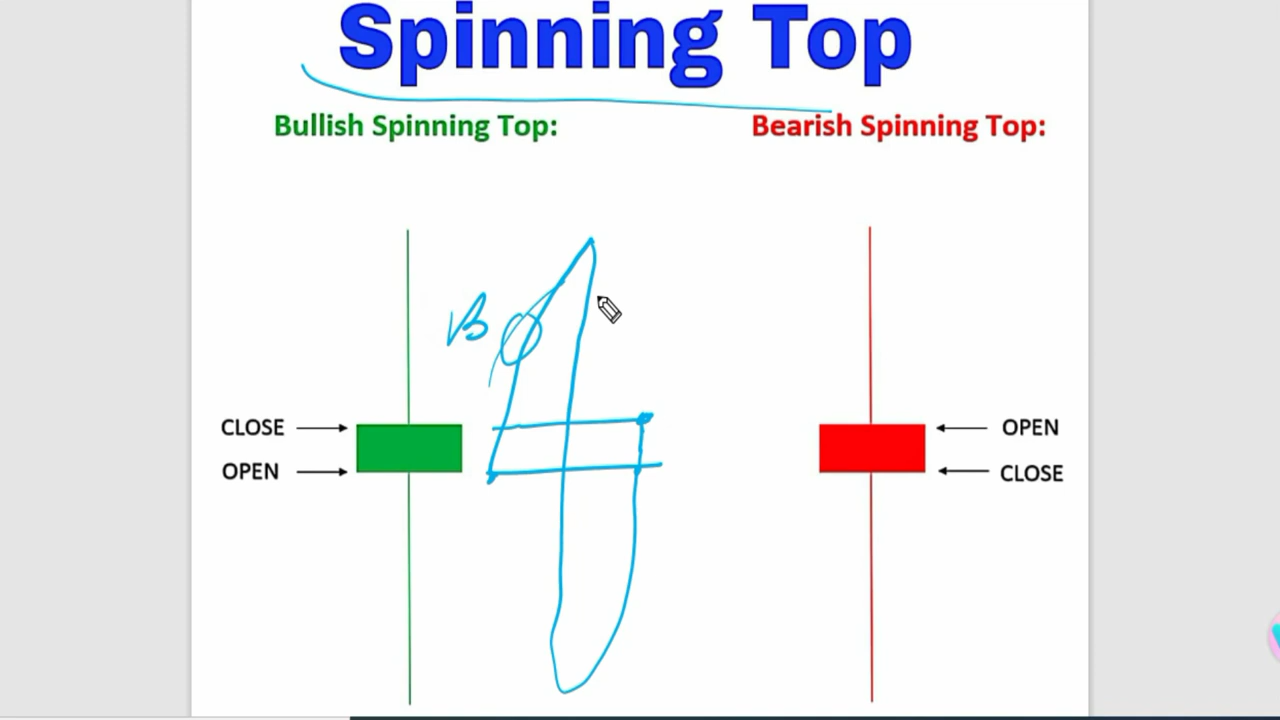 Spinning Top
Bullish Spinning Top:
Bearish Spinning Top:
B
CLOSE
OPEN
OPEN
CLOSE